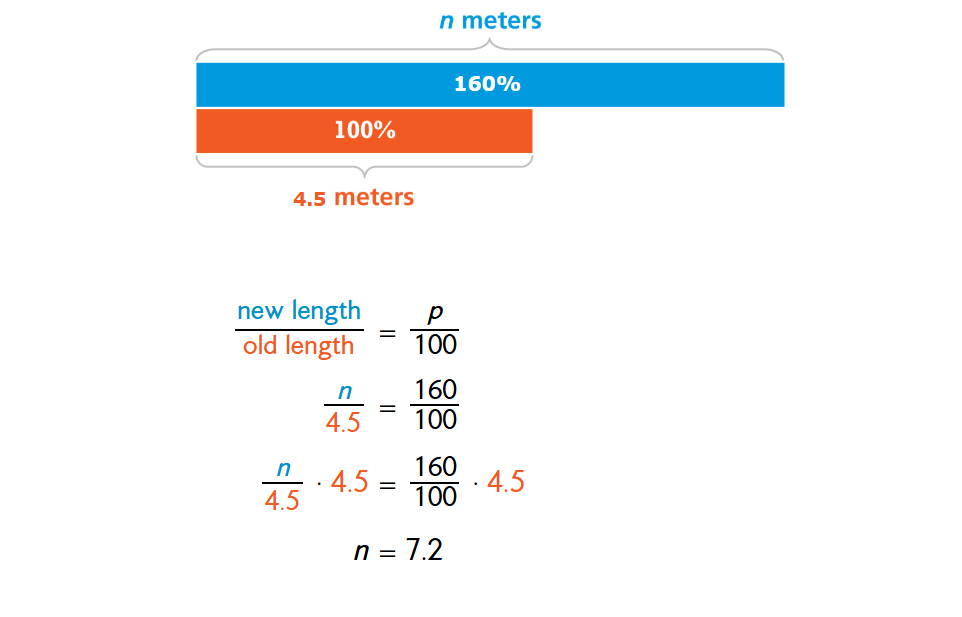 n meters
160%
100%
4.5 meters
new length / old length = p / 100
n / 4.5 = 160 / 100
n / 4.5 · 4.5 = 160 / 100 · 4.5
n = 7.2